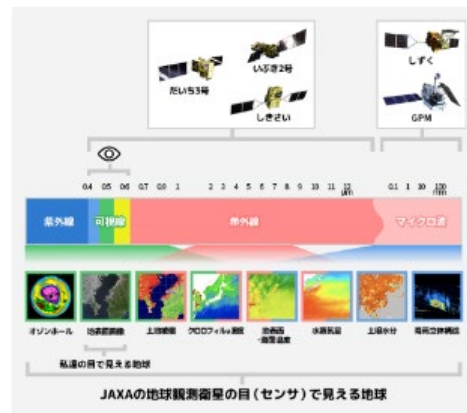 だいち3号
いぶき2号
しきさい
しずく
GPM
0.4 0.5 0.6 0.7 0.9 1 2 3 4 5 6 7 8 9 10 11 12 μm 0.1 1 10 100 mm
紫外線 可視線 赤外線 マイクロ波
オゾンホール 地表面画像 土地被覆 クロロフィルa濃度 地表面・海面温度 水蒸気量 土壌水分 降雨立体構造
私達の目で見える地球
JAXAの地球観測衛星の目(センサ)で見える地球